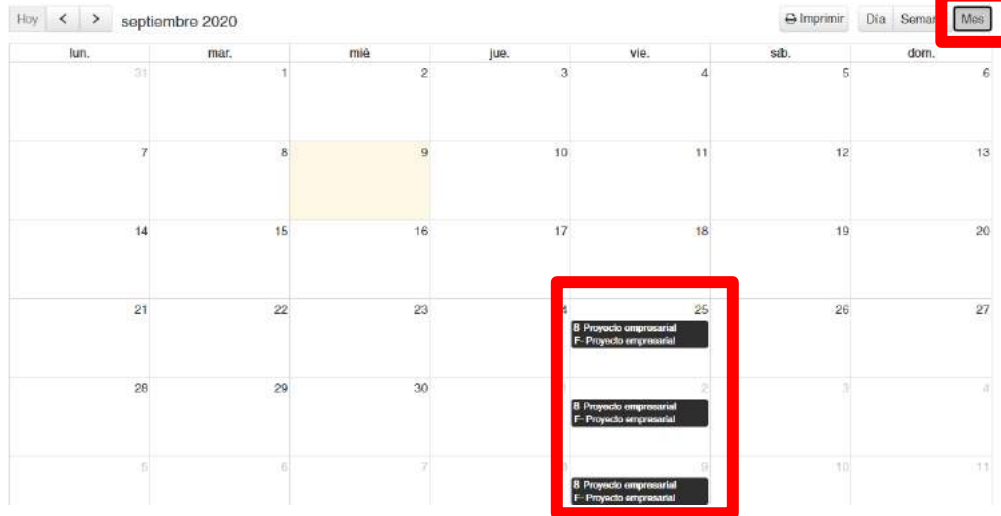 Hoy < > septiembre 2020 Imprimir Día Seman Mes
lun. mar. mié jue. vie. sáb. dom.
31 1 2 3 4 5 6
7 8 9 10 11 12 13
14 15 16 17 18 19 20
21 22 23 4 25 26 27
8 Proyecto empresarial
F- Proyecto empresarial
28 29 30 2 3 4
8 Proyecto empresarial
F- Proyecto empresarial
5 6 7 9 10 11
8 Proyecto empresarial
F- Proyecto empresarial